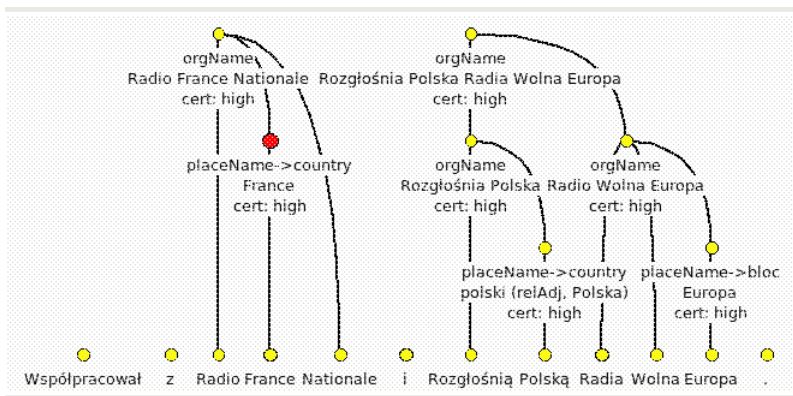 orgName
Radio France Nationale
cert: high
orgName
Rozgłośnia Polska Radia Wolna Europa
cert: high
placeName->country
France
cert: high
orgName
Rozgłośnia Polska
cert: high
orgName
Radio Wolna Europa
cert: high
placeName->country
polski (relAdj, Polska)
cert: high
placeName->bloc
Europa
cert: high
Współpracował z Radio France Nationale i Rozgłośnią Polską Radia Wolna Europa .